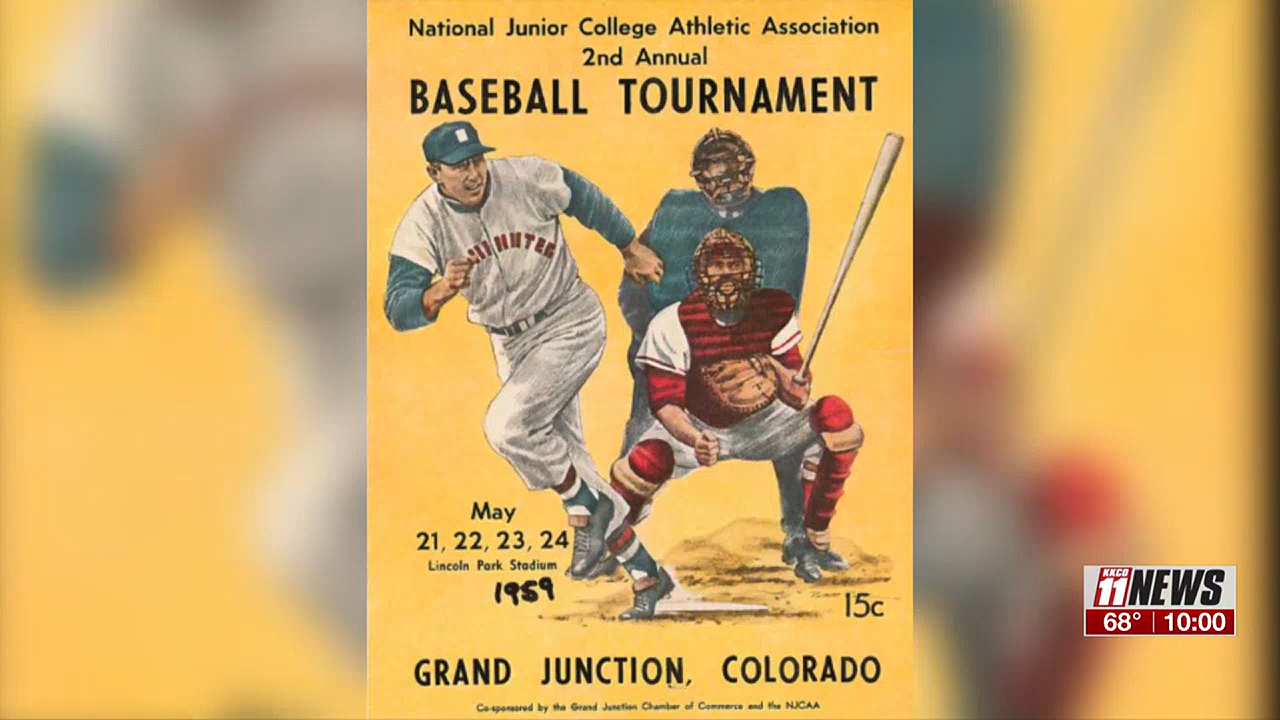 National Junior College Athletic Association
2nd Annual
BASEBALL TOURNAMENT
May
21, 22, 23, 24
Lincoln Park Stadium
1959
15c
GRAND JUNCTION, COLORADO
Co-sponsored by the Grand Junction Chamber of Commerce and the NJCAA
KKCO
11 NEWS
68° | 10:00